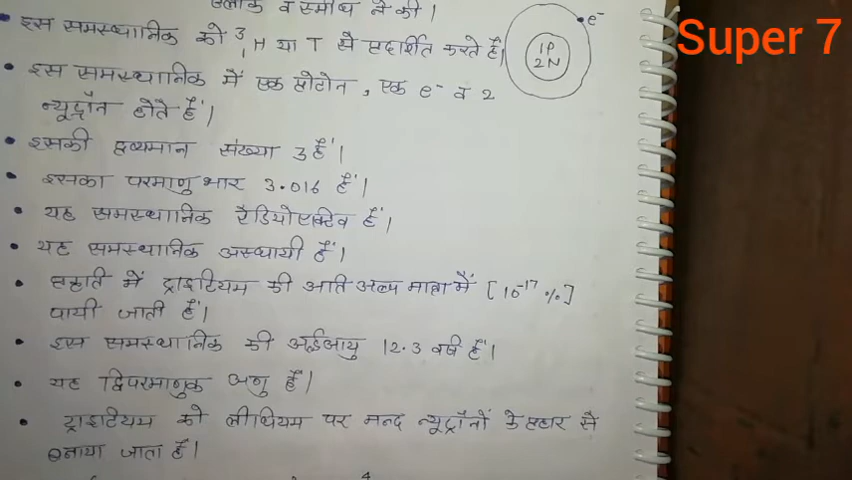 ब्लाक व स्मीथ ने की।
Super 7
• इस समस्थानिक को ³₁H या T से प्रदर्शित करते हैं।
e⁻
1P
2N
• इस समस्थानिक में एक प्रोटोन, एक e⁻ व 2
न्यूट्रॉन होते हैं।
• इसकी द्रव्यमान संख्या 3 हैं।
• इसका परमाणु भार 3.016 हैं।
• यह समस्थानिक रेडियोएक्टिव हैं।
• यह समस्थानिक अस्थायी हैं।
• प्रकृति में ट्राइटियम की अति अल्प मात्रा में [10⁻¹⁷ %]
पायी जाती हैं।
• इस समस्थानिक की अर्द्धआयु 12.3 वर्ष हैं।
• यह द्विपरमाणुक अणु हैं।
• ट्राइटियम को लीथियम पर मन्द न्यूट्रॉनों के प्रहार से
बनाया जाता हैं।
4